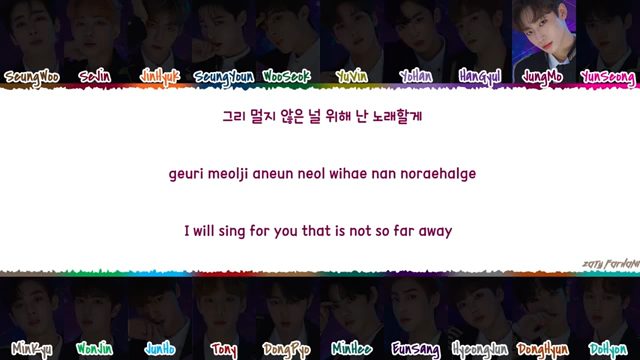 SeungWoo SeJin JinHyuk SeungYoun WooSeok YuVin YoHan HanGyul JungMo YunSeong
그리 멀지 않은 널 위해 난 노래할게
geuri meolji aneun neol wihae nan noraehalge
I will sing for you that is not so far away
ZATY FARHANI
MinKyu WonJin JunHo Tony DongPyo MinHee EunSang HyeongJun DongHyun DoHyon